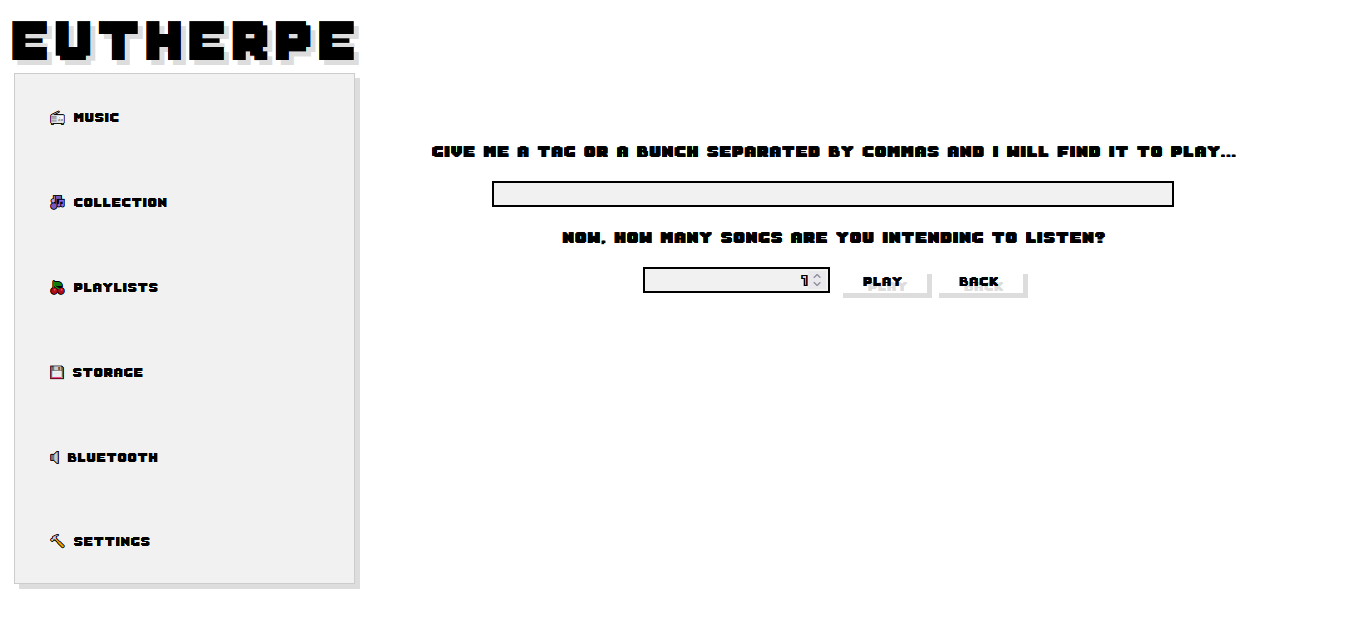 EUTHERPE
MUSIC
COLLECTION
PLAYLISTS
STORAGE
BLUETOOTH
SETTINGS
GIVE ME A TAG OR A BUNCH SEPARATED BY COMMAS AND I WILL FIND IT TO PLAY...
NOW, HOW MANY SONGS ARE YOU INTENDING TO LISTEN?
1 PLAY BACK